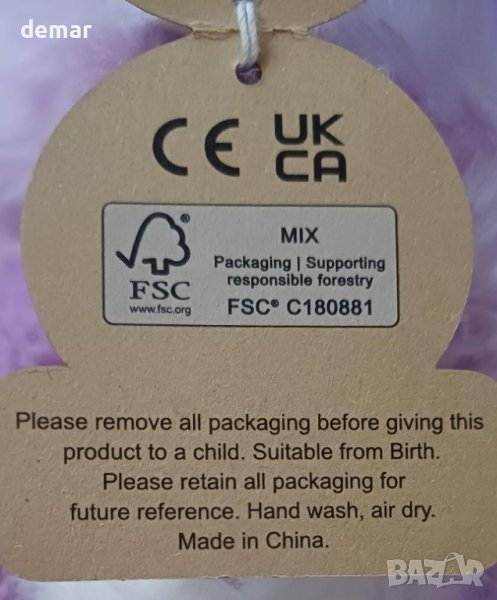 demar
CE
UK
CA
FSC
www.fsc.org
MIX
Packaging | Supporting
responsible forestry
FSC® C180881
Please remove all packaging before giving this
product to a child. Suitable from Birth.
Please retain all packaging for
future reference. Hand wash, air dry.
Made in China.
BAZAR